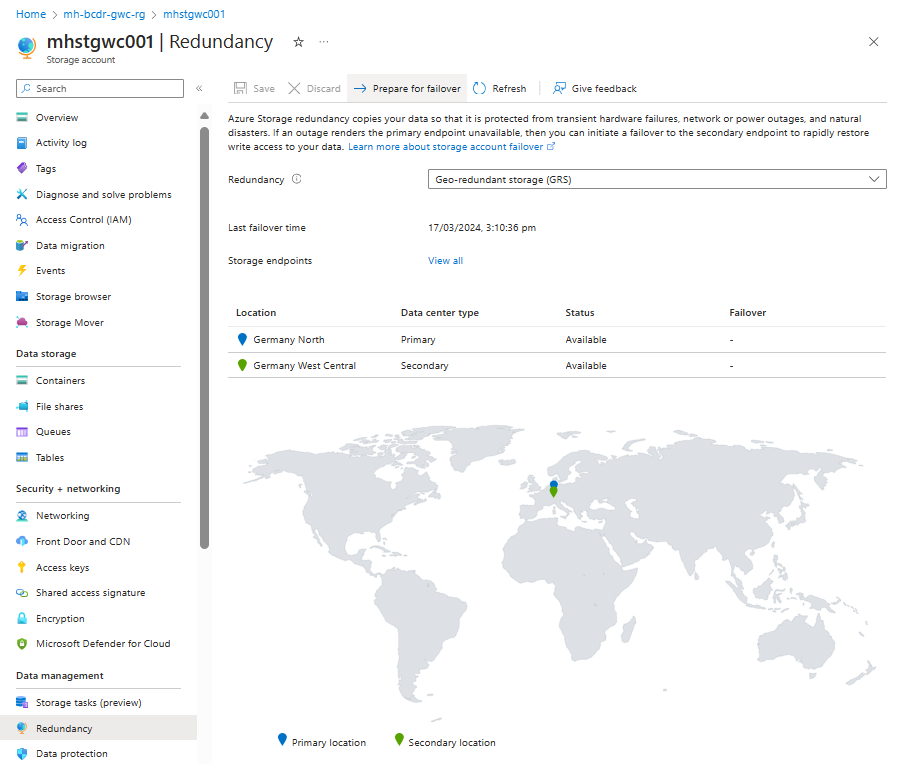 Home > mh-bcdr-gwc-rg > mhstgwc001
mhstgwc001 | Redundancy
Storage account
Search
Save
Discard
Prepare for failover
Refresh
Give feedback
Overview
Activity log
Tags
Diagnose and solve problems
Access Control (IAM)
Data migration
Events
Storage browser
Storage Mover
Data storage
Containers
File shares
Queues
Tables
Security + networking
Networking
Front Door and CDN
Access keys
Shared access signature
Encryption
Microsoft Defender for Cloud
Data management
Storage tasks (preview)
Redundancy
Data protection
Azure Storage redundancy copies your data so that it is protected from transient hardware failures, network or power outages, and natural
disasters. If an outage renders the primary endpoint unavailable, then you can initiate a failover to the secondary endpoint to rapidly restore
write access to your data. Learn more about storage account failover
Redundancy
Geo-redundant storage (GRS)
Last failover time
17/03/2024, 3:10:36 pm
Storage endpoints
View all
Location Data center type Status Failover
Germany North Primary Available -
Germany West Central Secondary Available -
Primary location
Secondary location